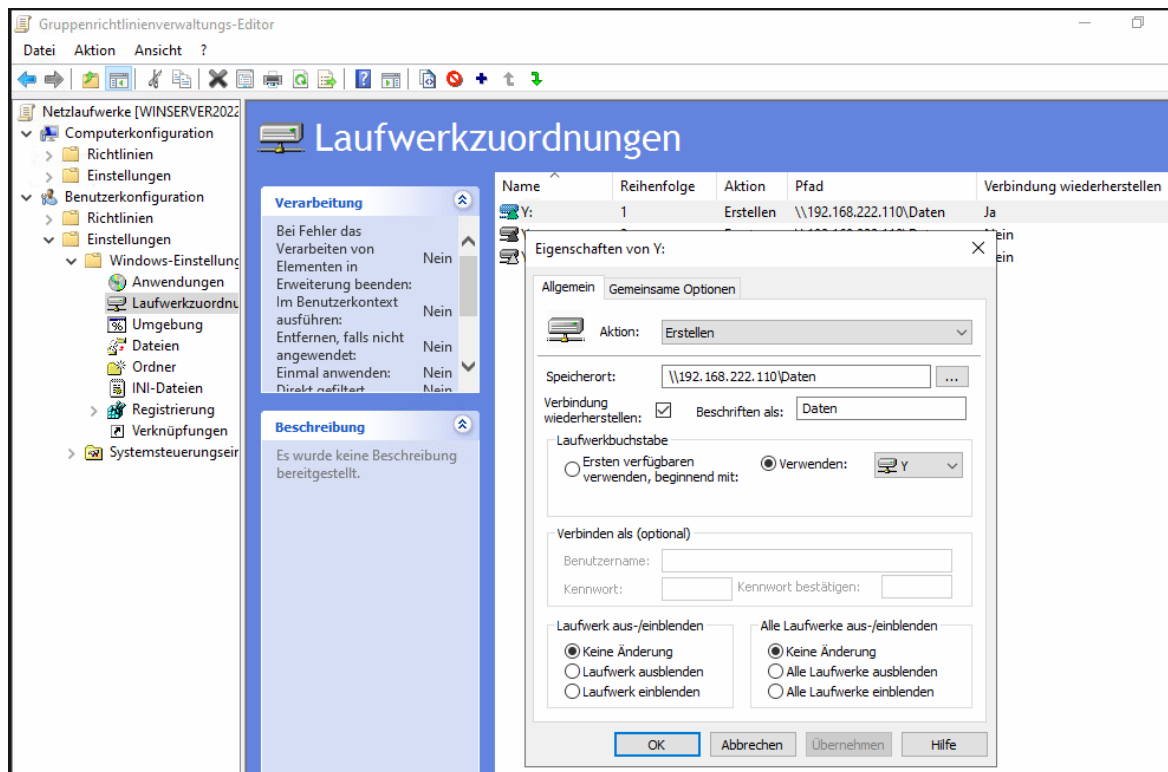 Gruppenrichtlinienverwaltungs-Editor
Datei Aktion Ansicht ?
Netzlaufwerke [WINSERVER2022
Computerkonfiguration
Richtlinien
Einstellungen
Benutzerkonfiguration
Richtlinien
Einstellungen
Windows-Einstellung
Anwendungen
Laufwerkzuordnu
Umgebung
Dateien
Ordner
INI-Dateien
Registrierung
Verknüpfungen
Systemsteuerungseir
Laufwerkzuordnungen
Verarbeitung
Bei Fehler das
Verarbeiten von
Elementen in Nein
Erweiterung beenden:
Im Benutzerkontext
ausführen: Nein
Entfernen, falls nicht
angewendet: Nein
Einmal anwenden: Nein
Direkt gefiltert Nein
Beschreibung
Es wurde keine Beschreibung
bereitgestellt.
Name Reihenfolge Aktion Pfad Verbindung wiederherstellen
Y: 1 Erstellen \\192.168.222.110\Daten Ja
Nein
Eigenschaften von Y:
Allgemein Gemeinsame Optionen
Aktion: Erstellen
Speicherort: \\192.168.222.110\Daten ...
Verbindung
wiederherstellen: Beschriften als: Daten
Laufwerkbuchstabe
Ersten verfügbaren
verwenden, beginnend mit: Verwenden: Y
Verbinden als (optional)
Benutzername:
Kennwort: Kennwort bestätigen:
Laufwerk aus-/einblenden Alle Laufwerke aus-/einblenden
Keine Änderung Keine Änderung
Laufwerk ausblenden Alle Laufwerke ausblenden
Laufwerk einblenden Alle Laufwerke einblenden
OK Abbrechen Übernehmen Hilfe